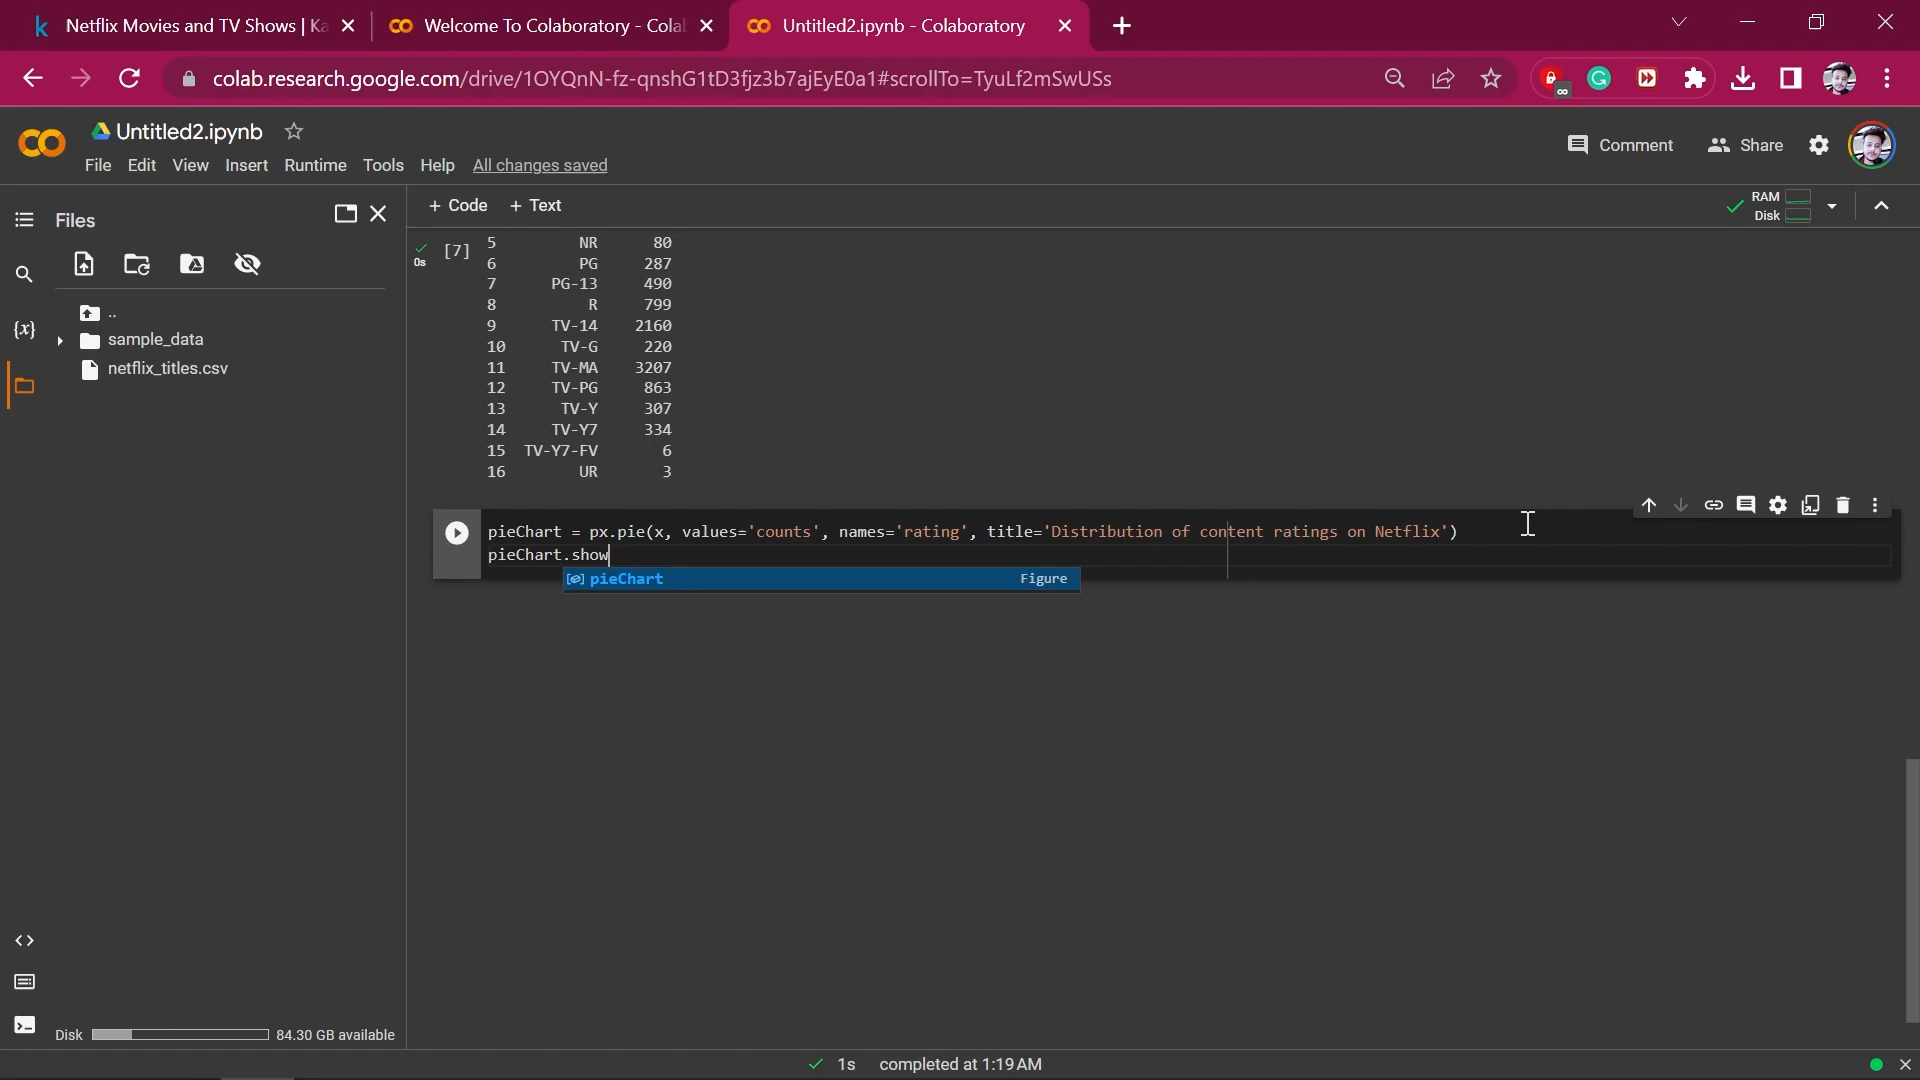 Netflix Movies and TV Shows | Ka
Welcome To Colaboratory - Colab
Untitled2.ipynb - Colaboratory
colab.research.google.com/drive/1OYQnN-fz-qnshG1tD3fjz3b7ajEyE0a1#scrollTo=TyuLf2mSwUSs
Untitled2.ipynb
File Edit View Insert Runtime Tools Help All changes saved
Comment
Share
Files
+ Code + Text
RAM
Disk
..
sample_data
netflix_titles.csv
[7]
0s
5 NR 80
6 PG 287
7 PG-13 490
8 R 799
9 TV-14 2160
10 TV-G 220
11 TV-MA 3207
12 TV-PG 863
13 TV-Y 307
14 TV-Y7 334
15 TV-Y7-FV 6
16 UR 3
pieChart = px.pie(x, values='counts', names='rating', title='Distribution of content ratings on Netflix')
pieChart.show
pieChart Figure
Disk 84.30 GB available
1s completed at 1:19 AM